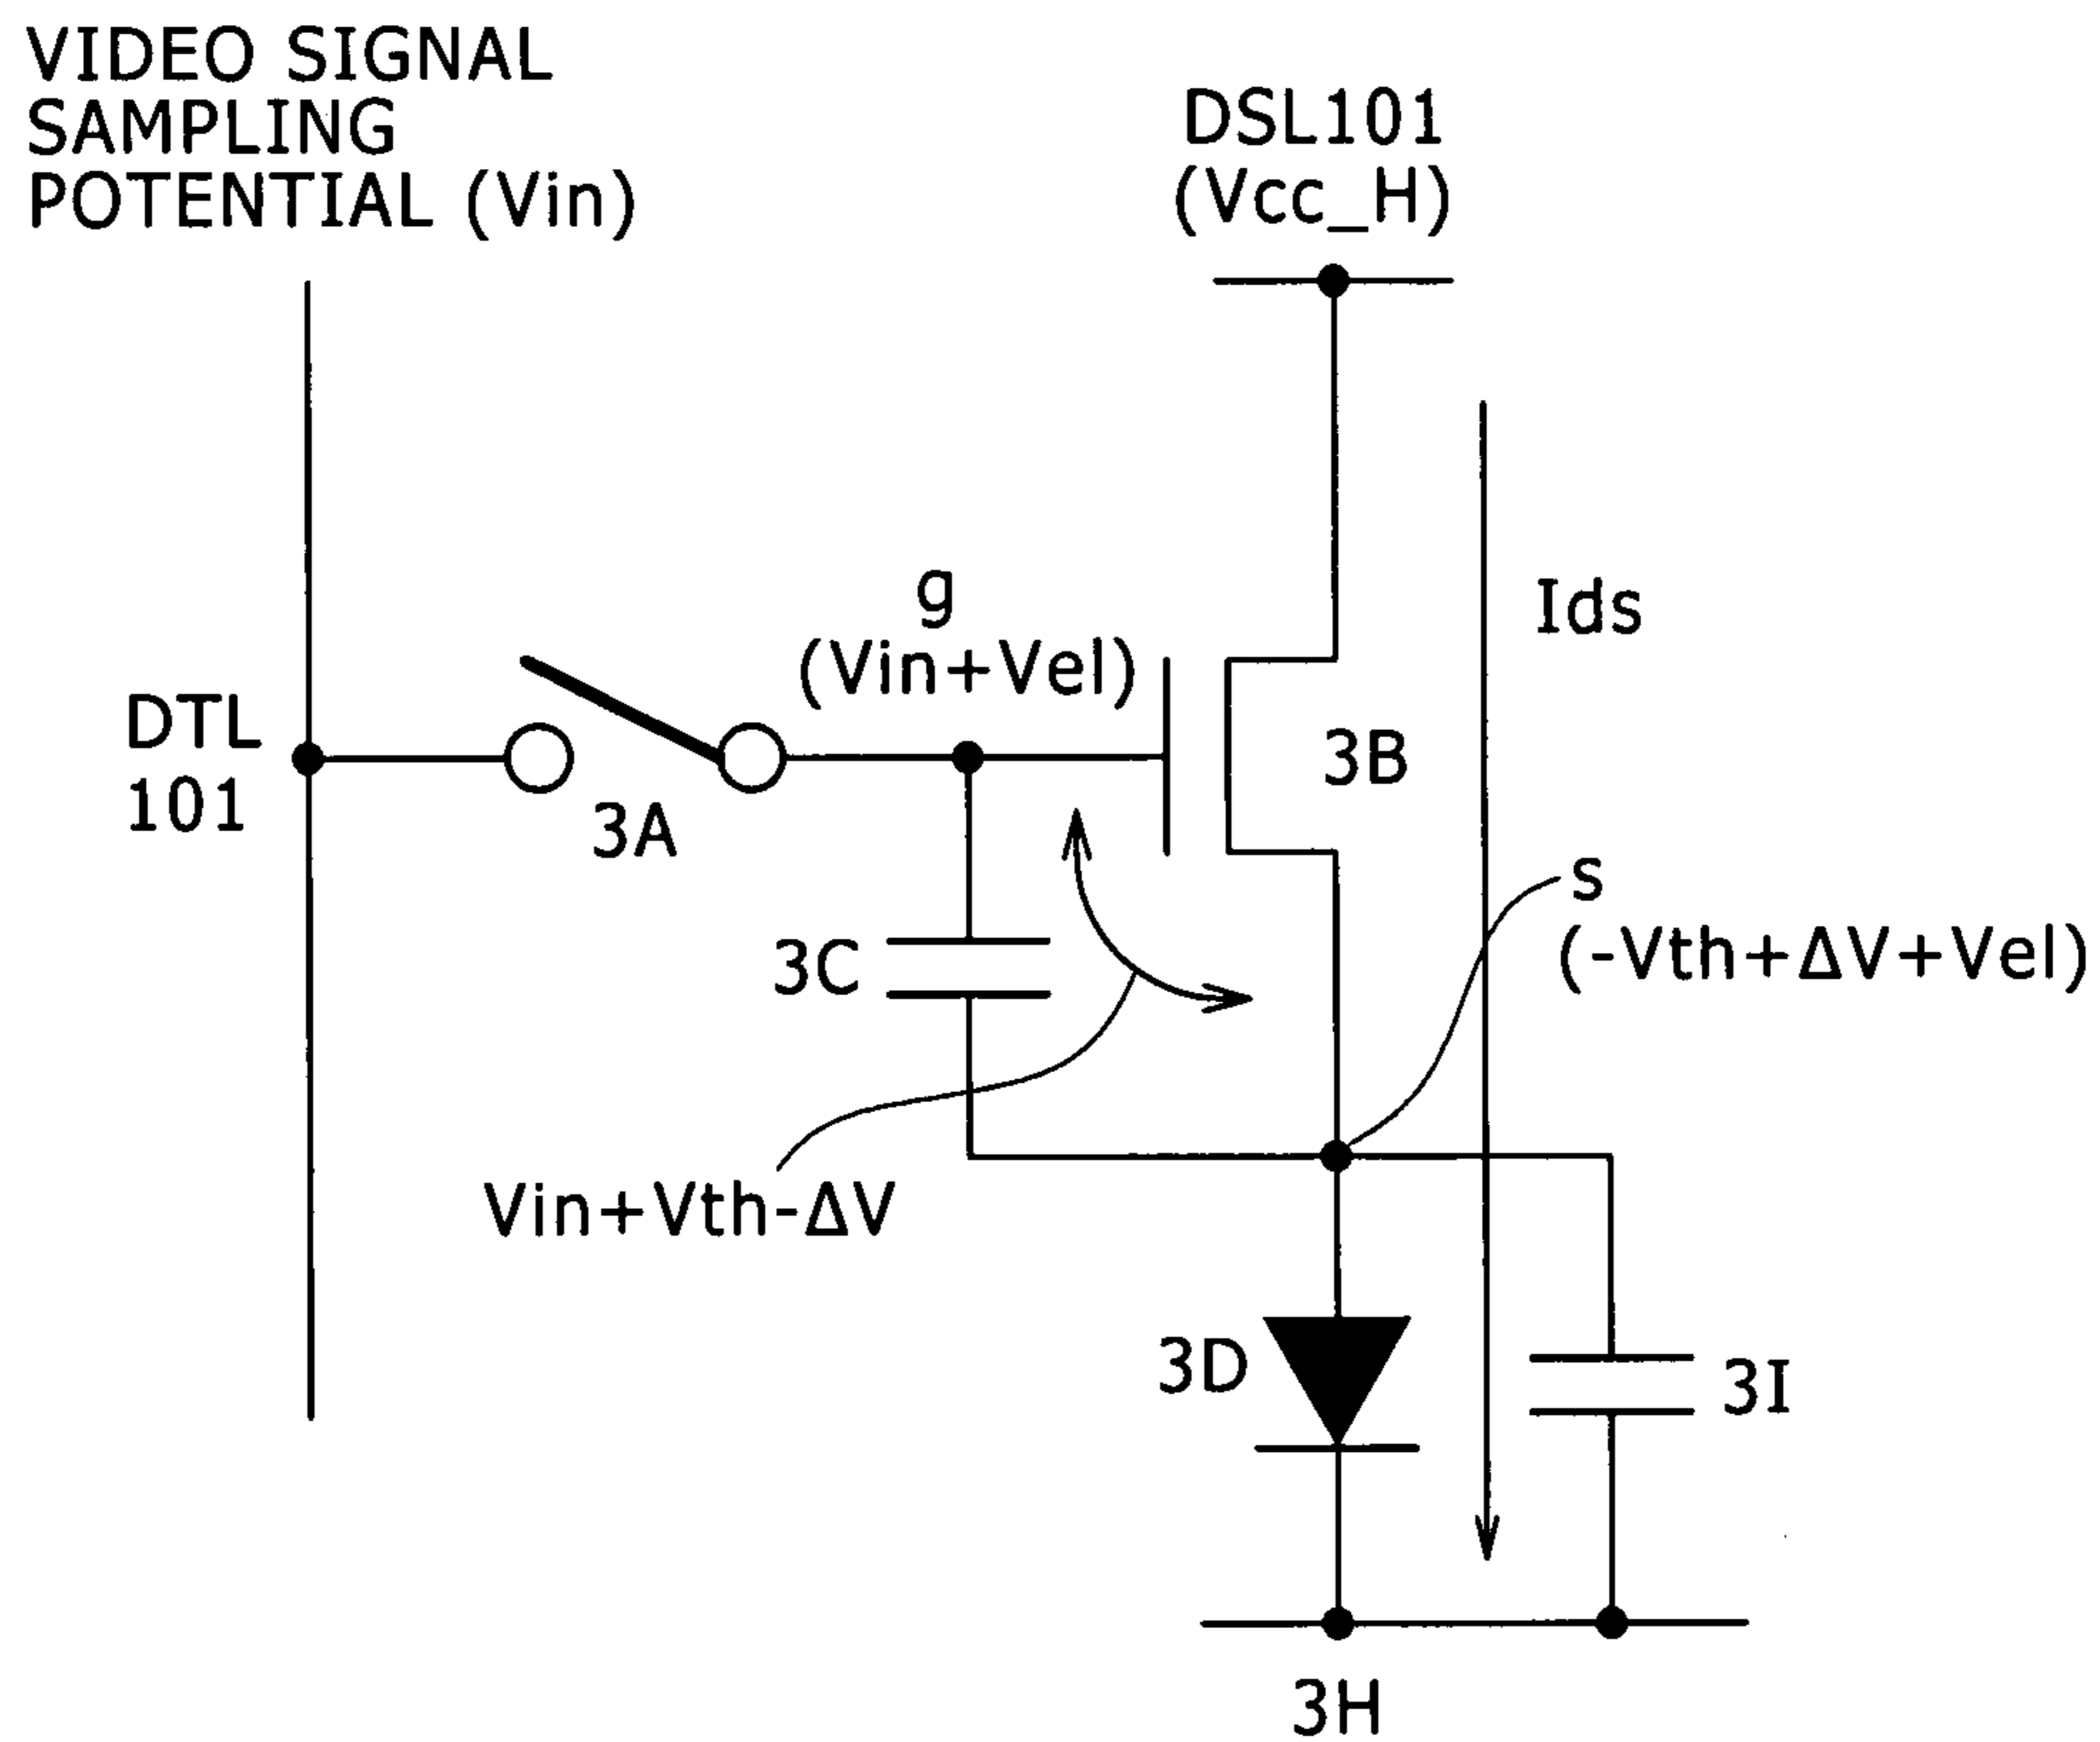 VIDEO SIGNAL
SAMPLING
POTENTIAL (Vin)
DSL101
(Vcc_H)
Ids
g
(Vin+Vel)
DTL
101
3A
3B
s
(-Vth+ΔV+Vel)
3C
Vin+Vth-ΔV
3D
3I
3H